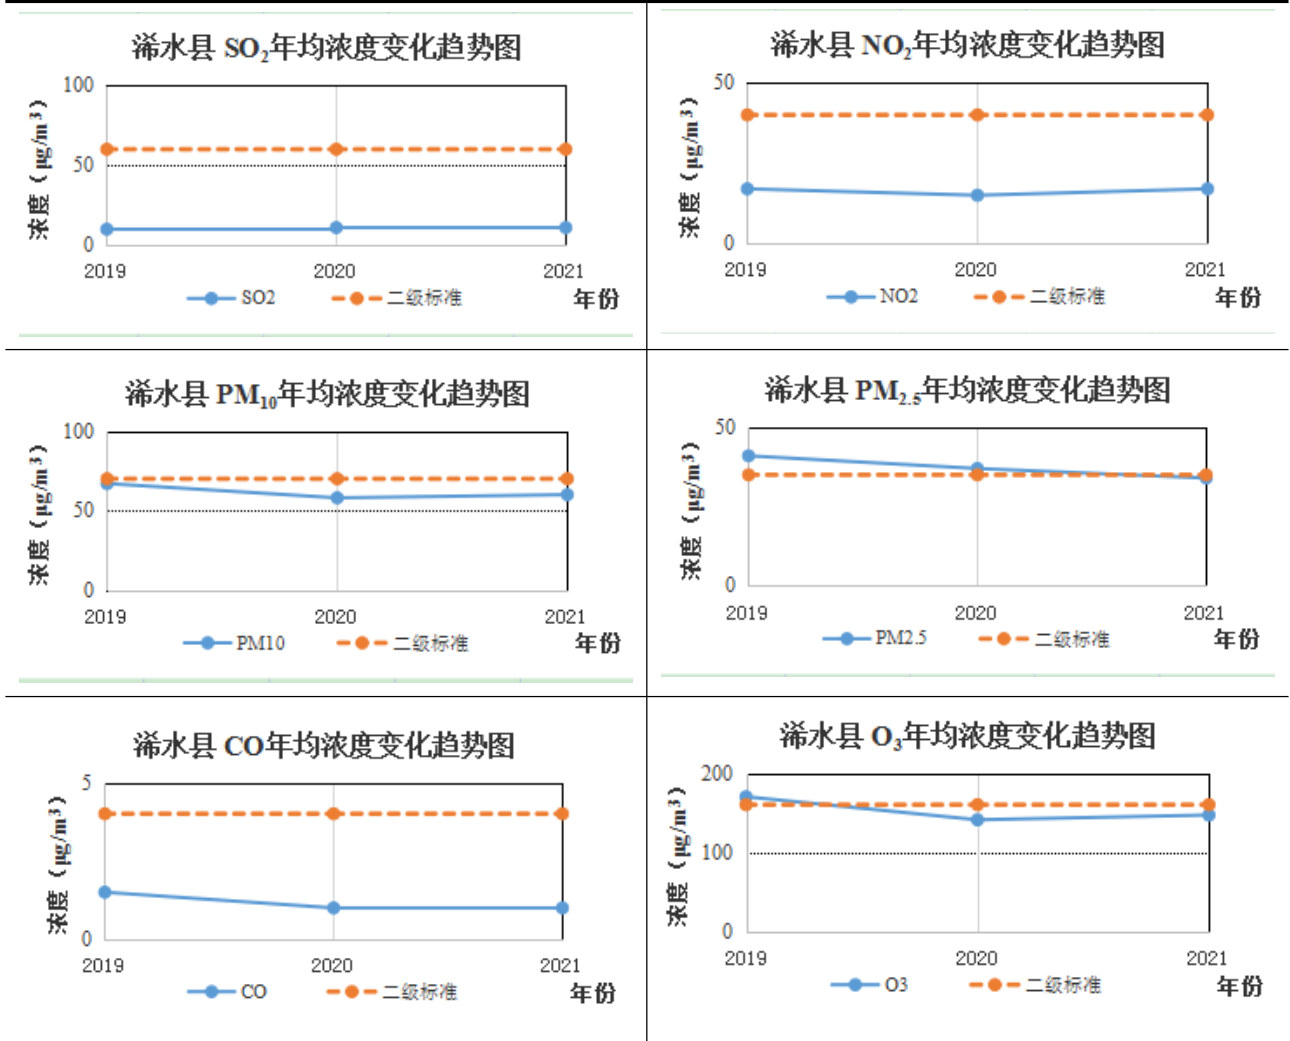 浠水县 SO₂年均浓度变化趋势图
100
50
0
浓度（μg/m³）
2019 2020 2021
SO2 二级标准 年份
浠水县 NO₂年均浓度变化趋势图
50
0
浓度（μg/m³）
2019 2020 2021
NO2 二级标准 年份
浠水县 PM₁₀年均浓度变化趋势图
100
50
0
浓度（μg/m³）
2019 2020 2021
PM10 二级标准 年份
浠水县 PM₂.₅年均浓度变化趋势图
50
0
浓度（μg/m³）
2019 2020 2021
PM2.5 二级标准 年份
浠水县 CO年均浓度变化趋势图
5
0
浓度（μg/m³）
2019 2020 2021
CO 二级标准 年份
浠水县 O₃年均浓度变化趋势图
200
100
0
浓度（μg/m³）
2019 2020 2021
O3 二级标准 年份